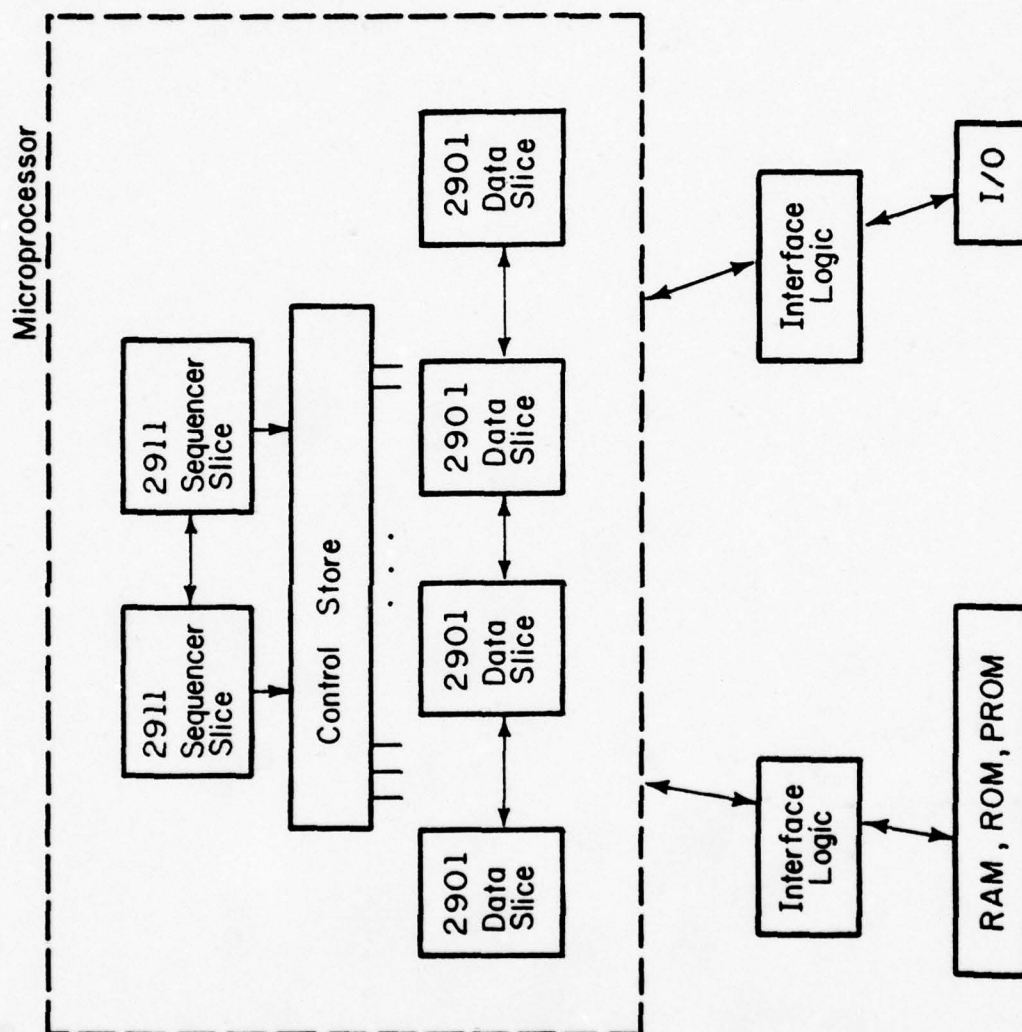 Microprocessor
2911
Sequencer
Slice
2911
Sequencer
Slice
Control Store
2901
Data
Slice
2901
Data
Slice
2901
Data
Slice
2901
Data
Slice
Interface
Logic
Interface
Logic
RAM, ROM, PROM
I/O